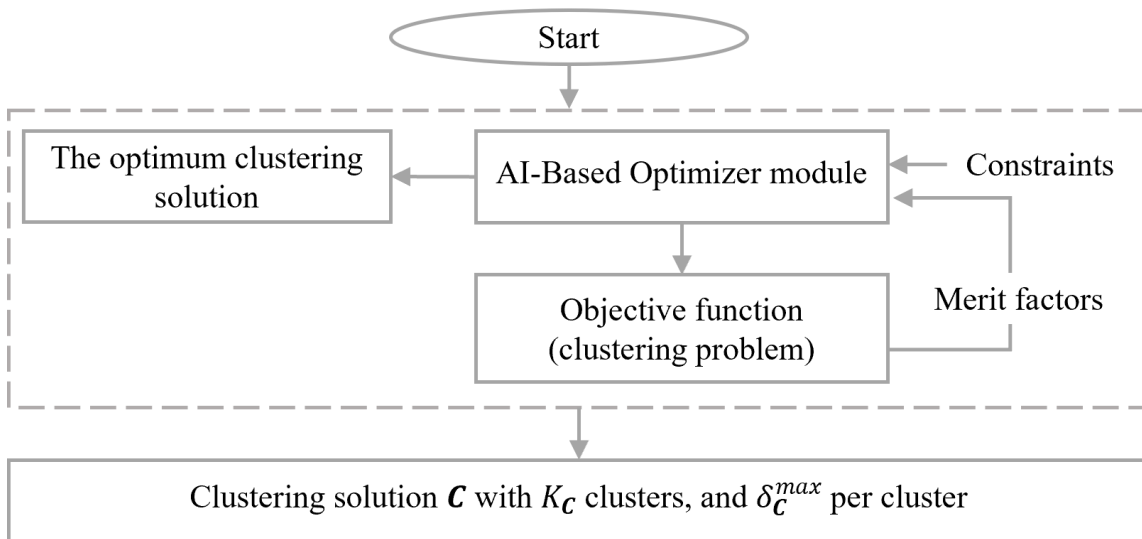 Start
The optimum clustering
solution
AI-Based Optimizer module
Constraints
Objective function
(clustering problem)
Merit factors
Clustering solution 𝑪 with 𝐾_𝑪 clusters, and 𝛿_𝑪^𝑚𝑎𝑥 per cluster